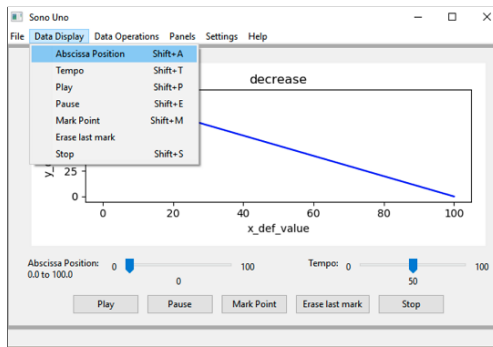 Sono Uno
File Data Display Data Operations Panels Settings Help
Abscissa Position Shift+A
Tempo Shift+T
Play Shift+P
Pause Shift+E
Mark Point Shift+M
Erase last mark
Stop Shift+S
decrease
25
0
0 20 40 60 80 100
x_def_value
Abscissa Position: 0 100 Tempo: 0 100
0.0 to 100.0
0 50
Play Pause Mark Point Erase last mark Stop